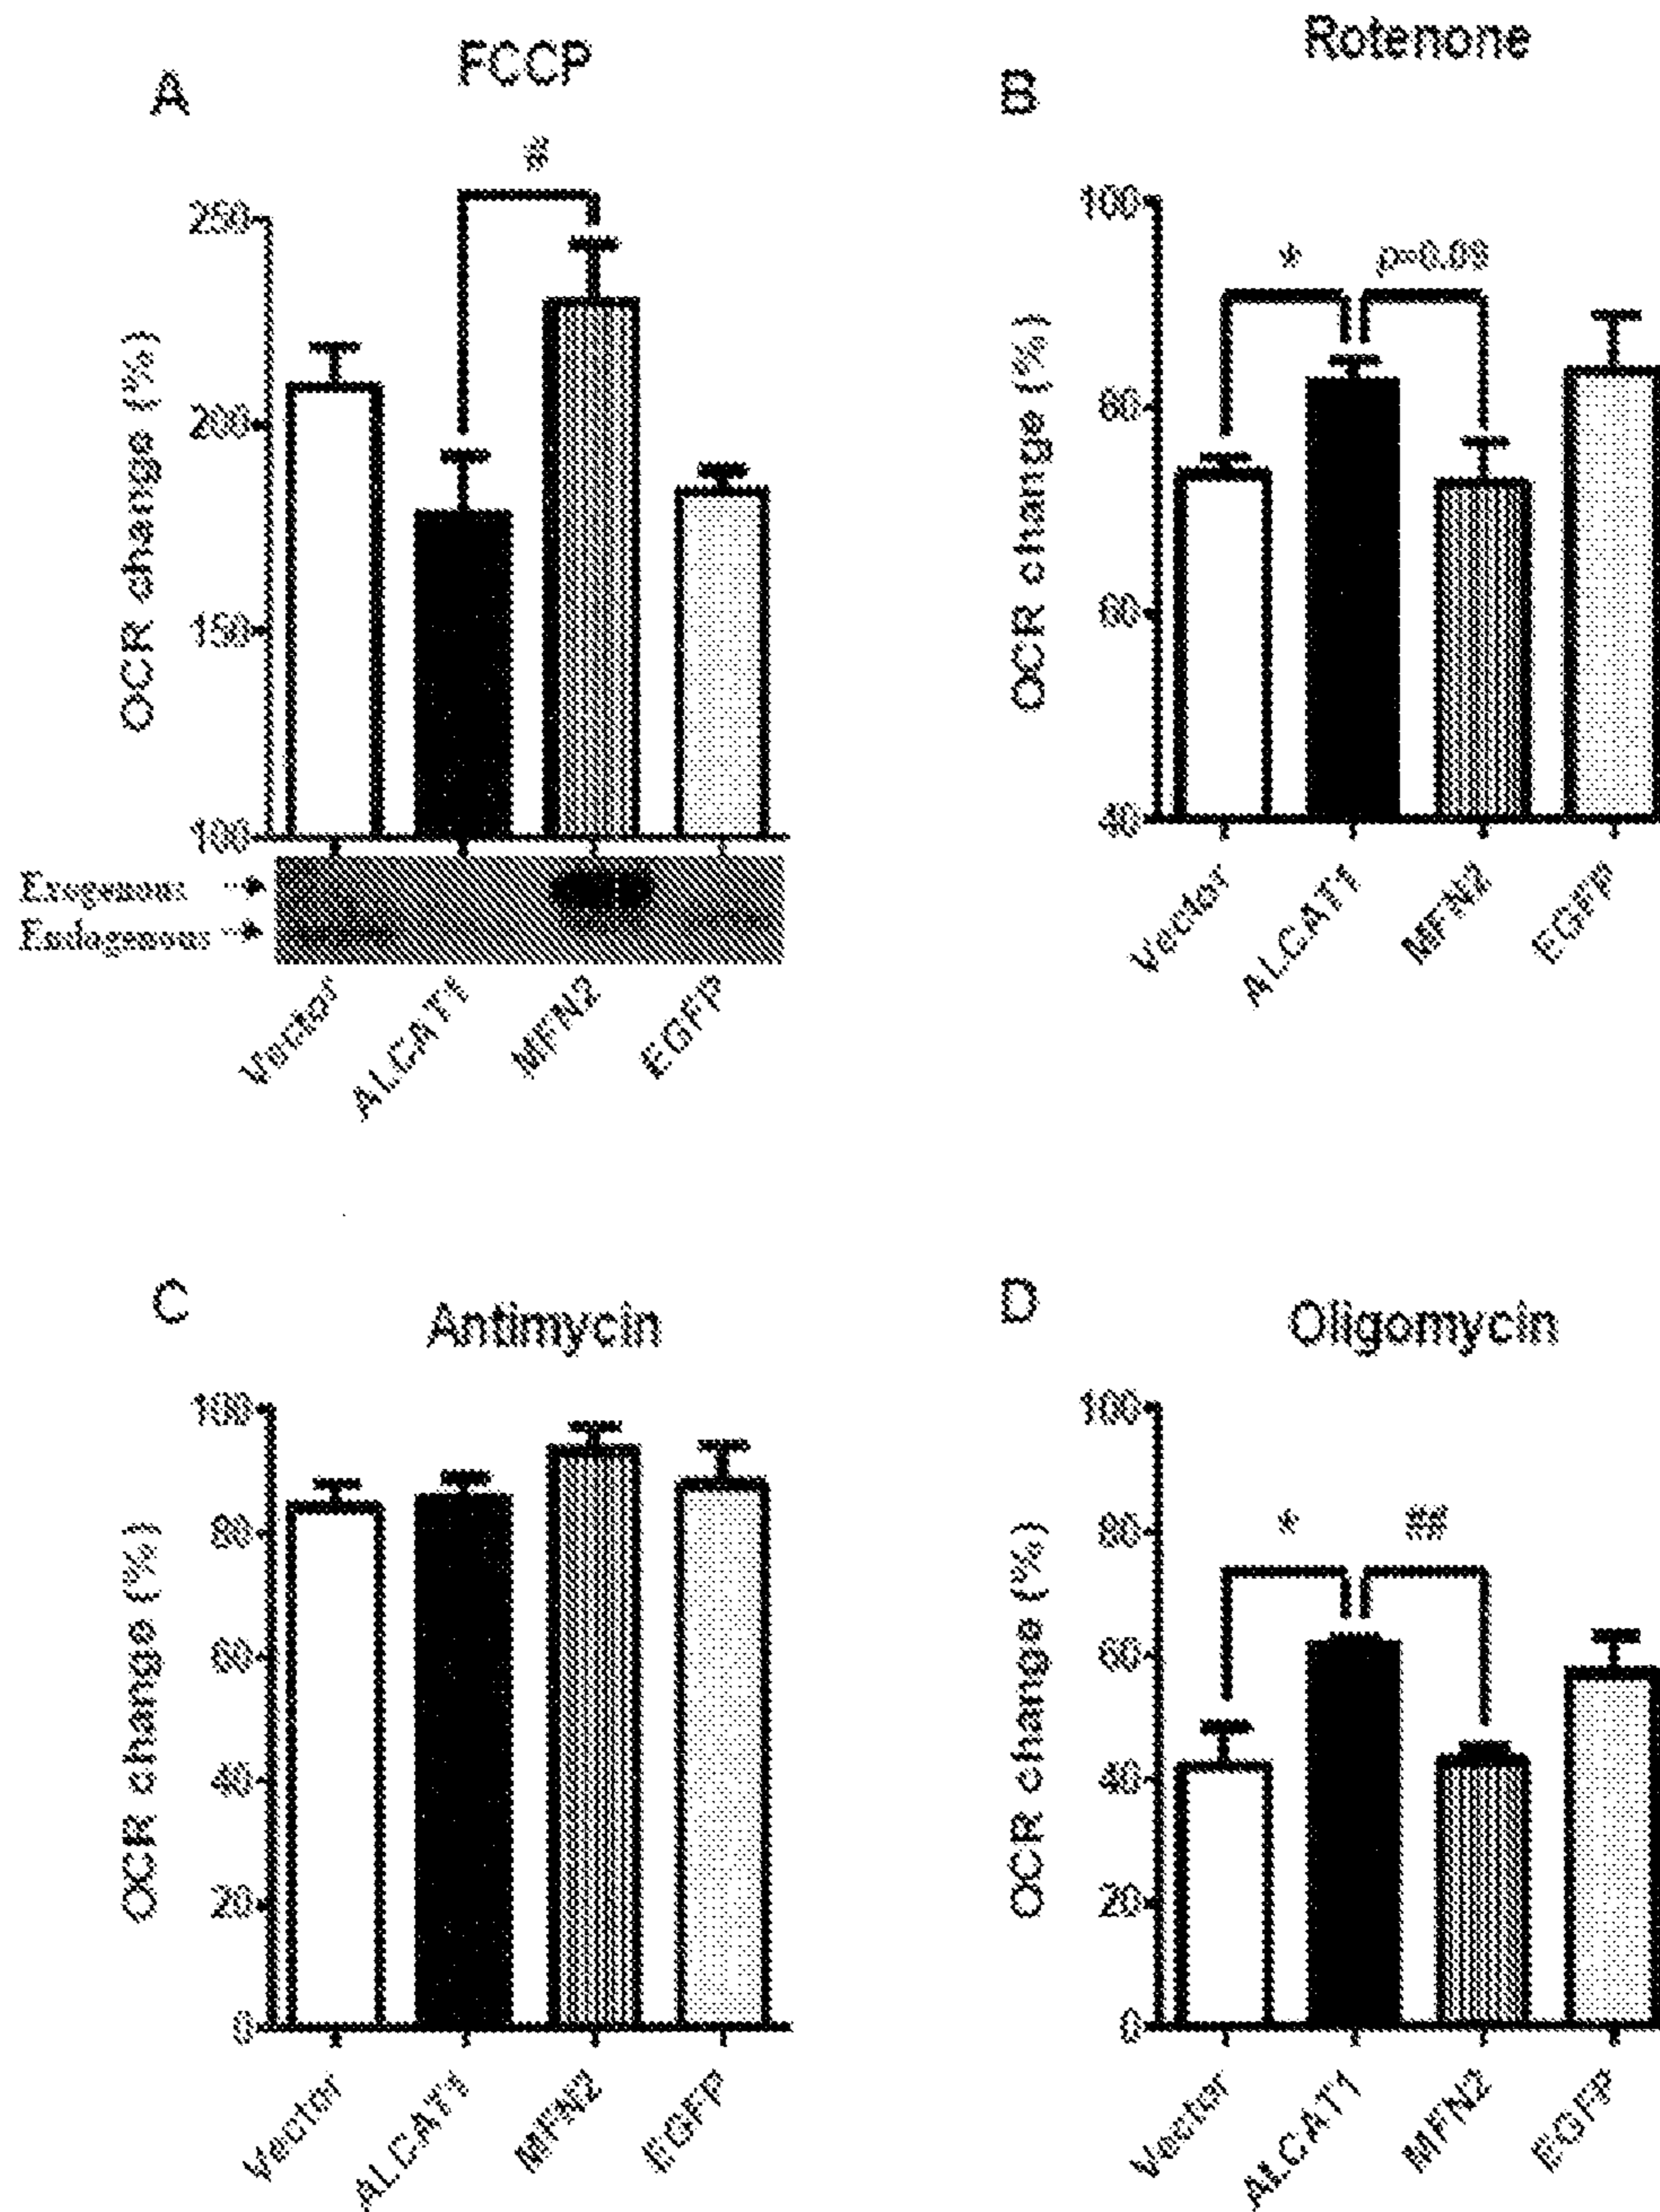 A
FCCP
#
250
200
150
100
OCR change (%)
Exogenous
Endogenous
Vector
ALCAT1
MFN2
EGFP
B
Rotenone
* p=0.09
100
80
60
40
OCR change (%)
Vector
ALCAT1
MFN2
EGFP
C
Antimycin
100
80
60
40
20
0
OCR change (%)
Vector
ALCAT1
MFN2
EGFP
D
Oligomycin
* ##
100
80
60
40
20
0
OCR change (%)
Vector
ALCAT1
MFN2
EGFP